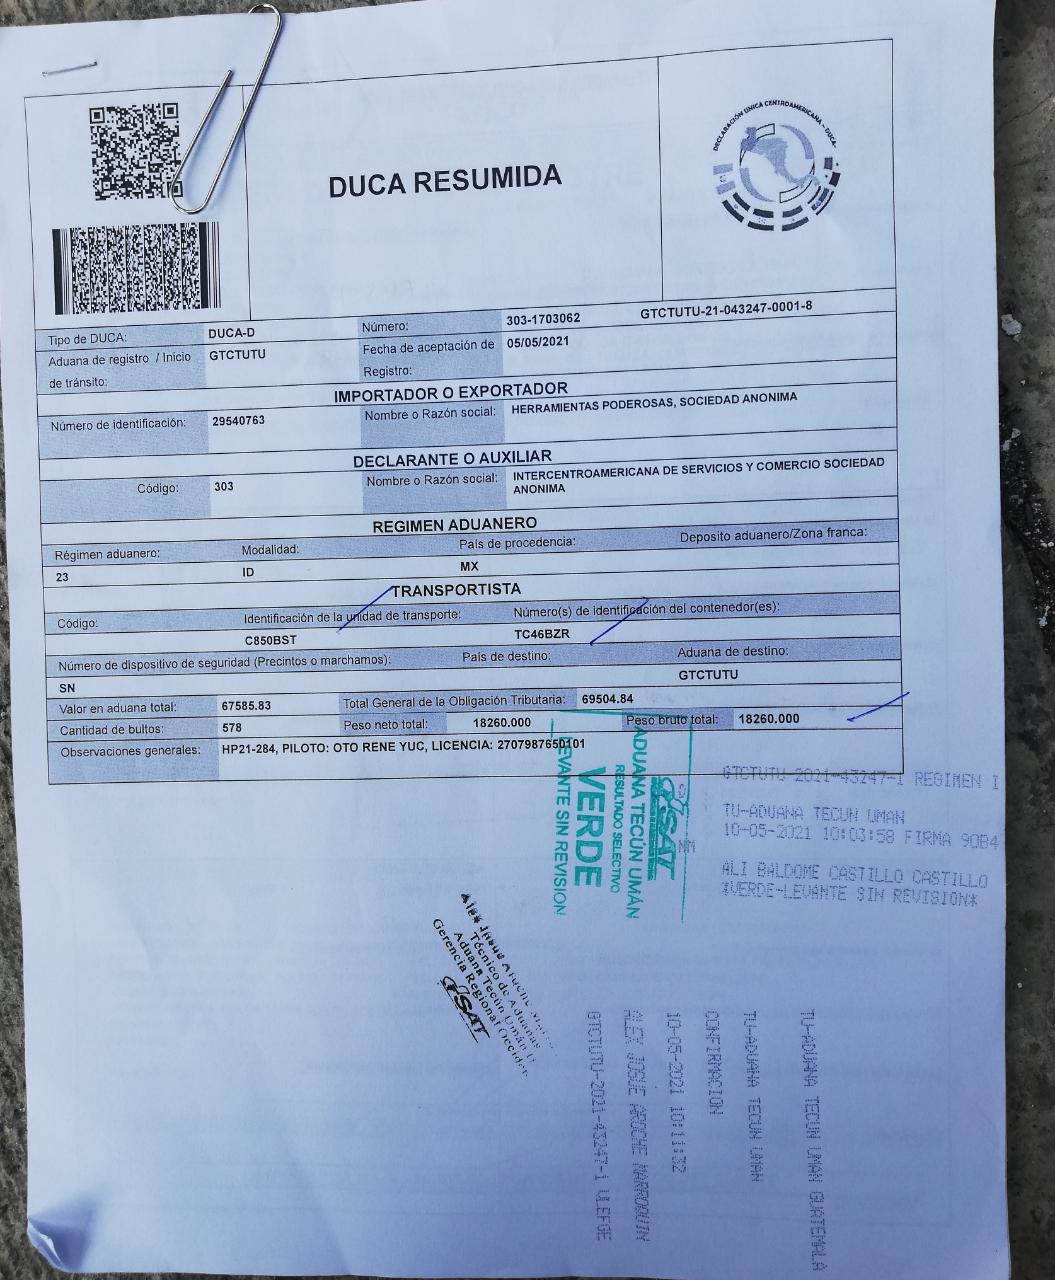 DUCA RESUMIDA
DECLARACIÓN UNICA CENTROAMERICANA - DUCA-
Tipo de DUCA: DUCA-D Número: 303-1703062 GTCTUTU-21-043247-0001-8
Aduana de registro / Inicio de tránsito: GTCTUTU Fecha de aceptación de Registro: 05/05/2021
IMPORTADOR O EXPORTADOR
Número de identificación: 29540763 Nombre o Razón social: HERRAMIENTAS PODEROSAS, SOCIEDAD ANONIMA
DECLARANTE O AUXILIAR
Código: 303 Nombre o Razón social: INTERCENTROAMERICANA DE SERVICIOS Y COMERCIO SOCIEDAD ANONIMA
REGIMEN ADUANERO
Régimen aduanero: Modalidad: País de procedencia: Deposito aduanero/Zona franca:
23 ID MX
TRANSPORTISTA
Código: Identificación de la unidad de transporte: Número(s) de identificación del contenedor(es):
C850BST TC46BZR
Número de dispositivo de seguridad (Precintos o marchamos): País de destino: Aduana de destino:
SN GTCTUTU
Valor en aduana total: 67585.83 Total General de la Obligación Tributaria: 69504.84
Cantidad de bultos: 578 Peso neto total: 18260.000 Peso bruto total: 18260.000
Observaciones generales: HP21-284, PILOTO: OTO RENE YUC, LICENCIA: 2707987650101
SAT
ADUANA TECÚN UMÁN
RESULTADO SELECTIVO
VERDE
LEVANTE SIN REVISION
GTCTUTU-2021-43247-1 REGIMEN I
TU-ADUANA TECUN UMAN
10-05-2021 10:03:58 FIRMA 90B4
ALI BALDOME CASTILLO CASTILLO
*VERDE-LEVANTE SIN REVISION*
Técnico de Aduanas
Aduana Tecún Umán II
Gerencia Regional
SAT
TU-ADUANA TECUN UMAN GUATEMALA
TU-ADUANA TECUN UMAN
CONFIRMACION
10-05-2021 10:11:32
ALEX JOSUE AROCHE MARROQUIN
GTCTUTU-2021-43247-1 ULEFGE